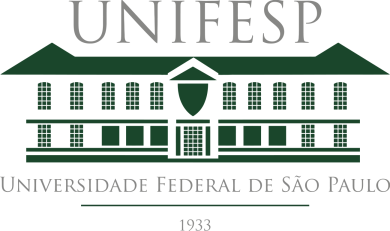 UNIFESP
UNIVERSIDADE FEDERAL DE SÃO PAULO
1933